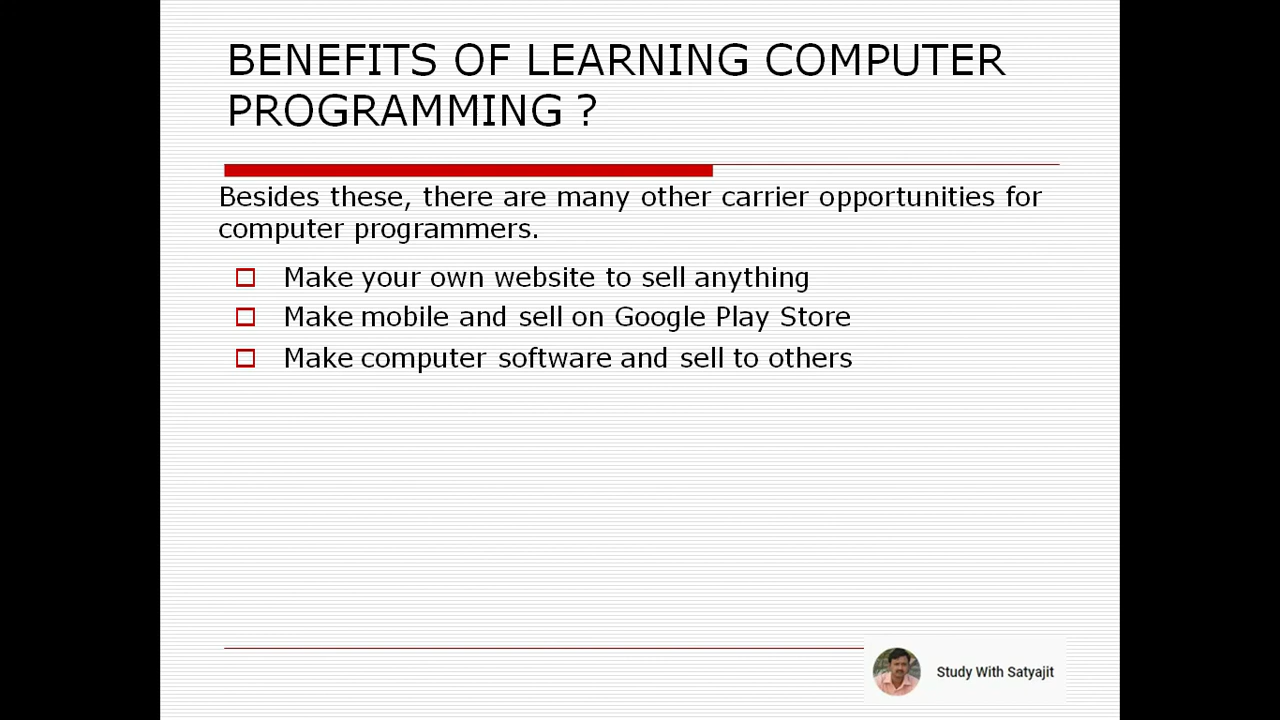 BENEFITS OF LEARNING COMPUTER
PROGRAMMING ?
Besides these, there are many other carrier opportunities for
computer programmers.
Make your own website to sell anything
Make mobile and sell on Google Play Store
Make computer software and sell to others
Study With Satyajit